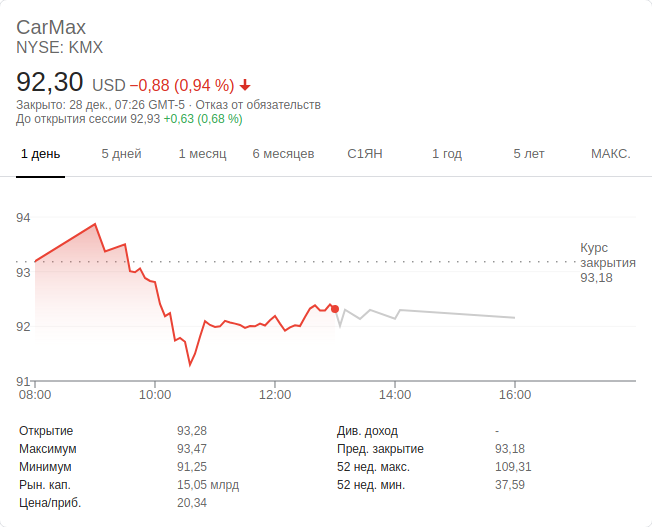 CarMax
NYSE: KMX
92,30 USD −0,88 (0,94 %)
Закрыто: 28 дек., 07:26 GMT-5 · Отказ от обязательств
До открытия сессии 92,93 +0,63 (0,68 %)
1 день 5 дней 1 месяц 6 месяцев С1ЯН 1 год 5 лет МАКС.
94
Курс
закрытия
93,18
93
92
91
08:00 10:00 12:00 14:00 16:00
Открытие 93,28 Див. доход -
Максимум 93,47 Пред. закрытие 93,18
Минимум 91,25 52 нед. макс. 109,31
Рын. кап. 15,05 млрд 52 нед. мин. 37,59
Цена/приб. 20,34